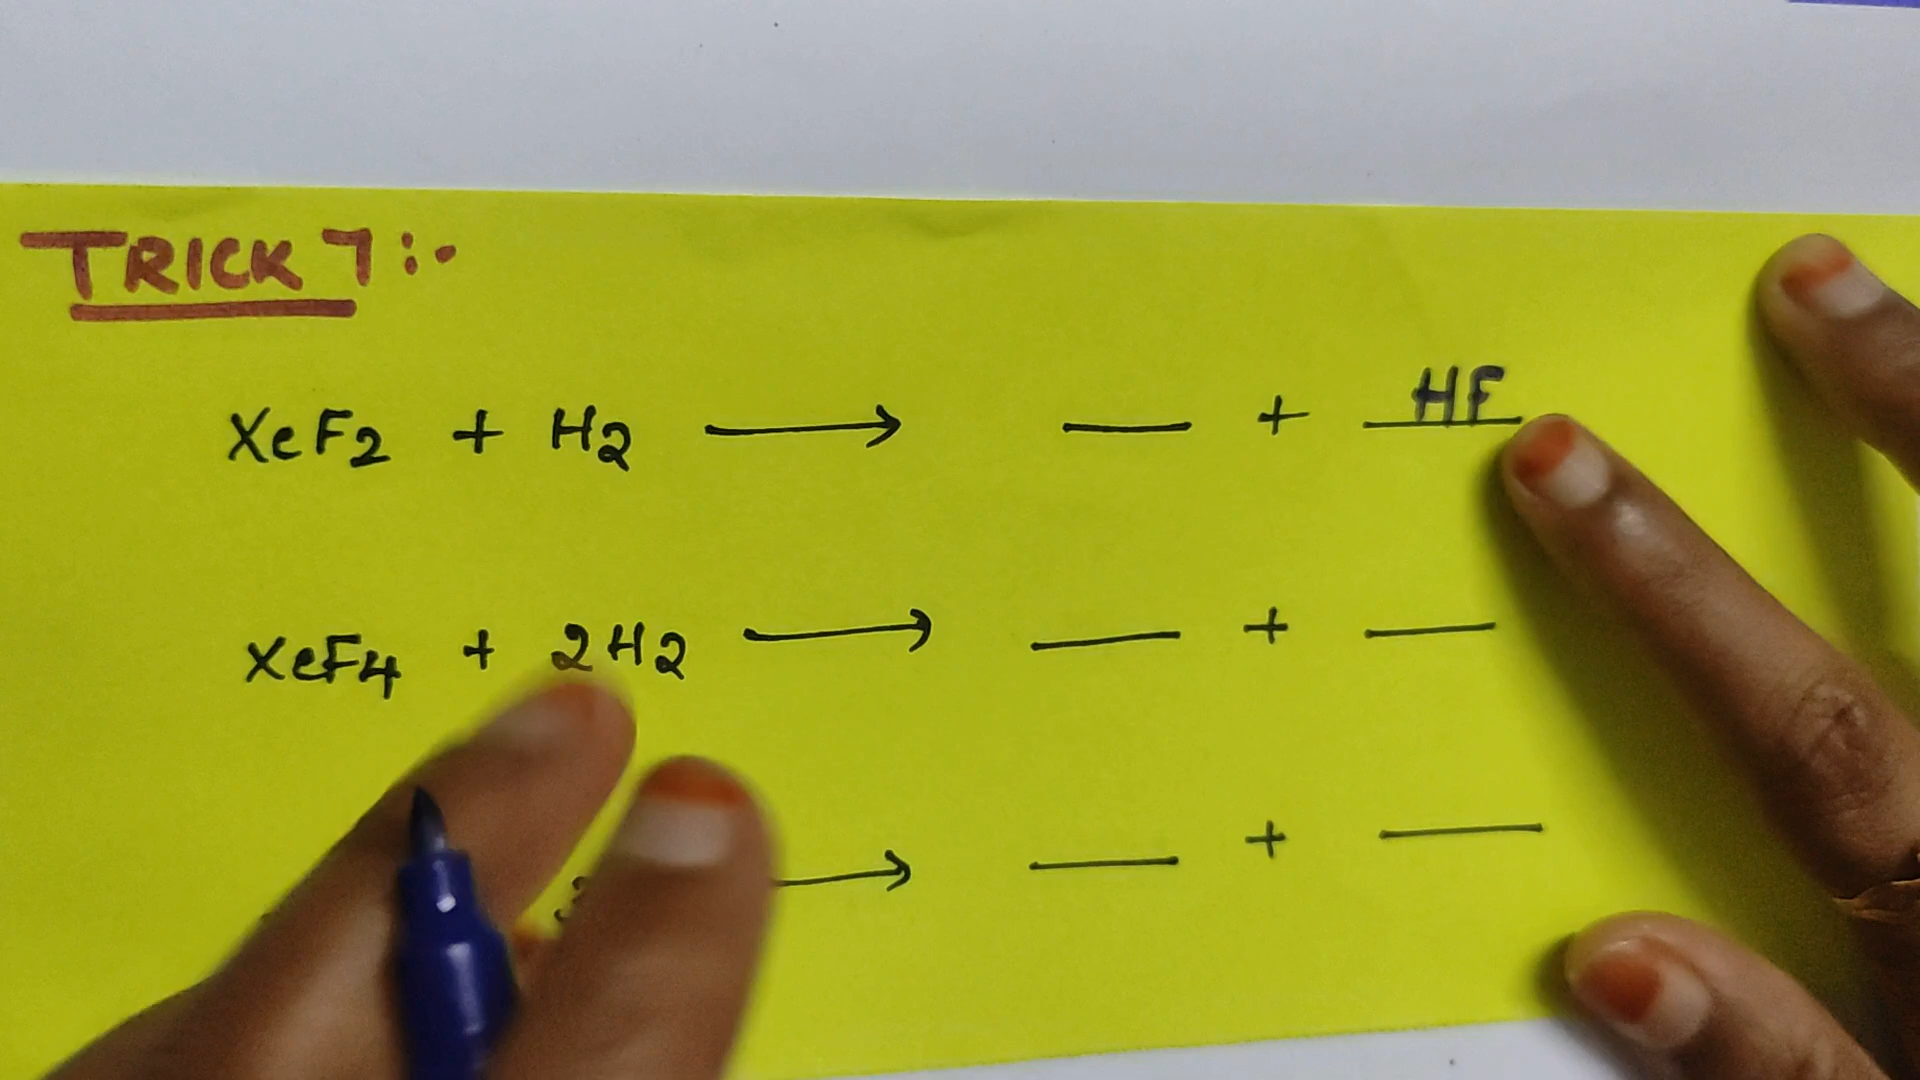 TRICK 7:-
XeF2 + H2 → ___ + HF
XeF4 + 2H2 → ___ + ___
→ ___ + ___